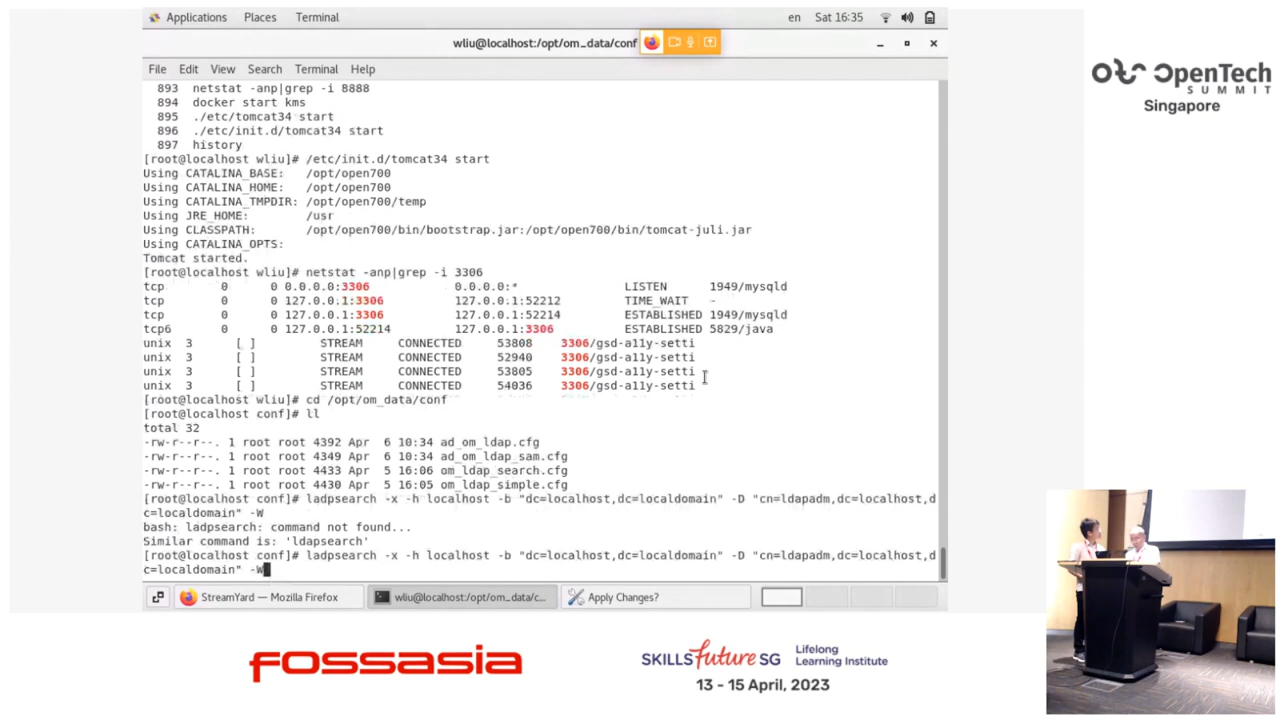 Applications Places Terminal en Sat 16:35
wliu@localhost:/opt/om_data/conf
File Edit View Search Terminal Help
893 netstat -anp|grep -i 8888
894 docker start kms
895 ./etc/tomcat34 start
896 ./etc/init.d/tomcat34 start
897 history
[root@localhost wliu]# /etc/init.d/tomcat34 start
Using CATALINA_BASE: /opt/open700
Using CATALINA_HOME: /opt/open700
Using CATALINA_TMPDIR: /opt/open700/temp
Using JRE_HOME: /usr
Using CLASSPATH: /opt/open700/bin/bootstrap.jar:/opt/open700/bin/tomcat-juli.jar
Using CATALINA_OPTS:
Tomcat started.
[root@localhost wliu]# netstat -anp|grep -i 3306
tcp 0 0 0.0.0.0:3306 0.0.0.0:* LISTEN 1949/mysqld
tcp 0 0 127.0.0.1:3306 127.0.0.1:52212 TIME_WAIT -
tcp 0 0 127.0.0.1:3306 127.0.0.1:52214 ESTABLISHED 1949/mysqld
tcp6 0 0 127.0.0.1:52214 127.0.0.1:3306 ESTABLISHED 5829/java
unix 3 [ ] STREAM CONNECTED 53808 3306/gsd-a11y-setti
unix 3 [ ] STREAM CONNECTED 52940 3306/gsd-a11y-setti
unix 3 [ ] STREAM CONNECTED 53805 3306/gsd-a11y-setti
unix 3 [ ] STREAM CONNECTED 54036 3306/gsd-a11y-setti
[root@localhost wliu]# cd /opt/om_data/conf
[root@localhost conf]# ll
total 32
-rw-r--r--. 1 root root 4392 Apr 6 10:34 ad_om_ldap.cfg
-rw-r--r--. 1 root root 4349 Apr 6 10:34 ad_om_ldap_sam.cfg
-rw-r--r--. 1 root root 4433 Apr 5 16:06 om_ldap_search.cfg
-rw-r--r--. 1 root root 4430 Apr 5 16:05 om_ldap_simple.cfg
[root@localhost conf]# ladpsearch -x -h localhost -b "dc=localhost,dc=localdomain" -D "cn=ldapadm,dc=localhost,d
c=localdomain" -W
bash: ladpsearch: command not found...
Similar command is: 'ldapsearch'
[root@localhost conf]# ladpsearch -x -h localhost -b "dc=localhost,dc=localdomain" -D "cn=ldapadm,dc=localhost,d
c=localdomain" -W
StreamYard — Mozilla Firefox wliu@localhost:/opt/om_data/c... Apply Changes?
OpenTech
SUMMIT
Singapore
FOSSASIA
SKILLSfuture SG
Lifelong
Learning Institute
13 - 15 April, 2023